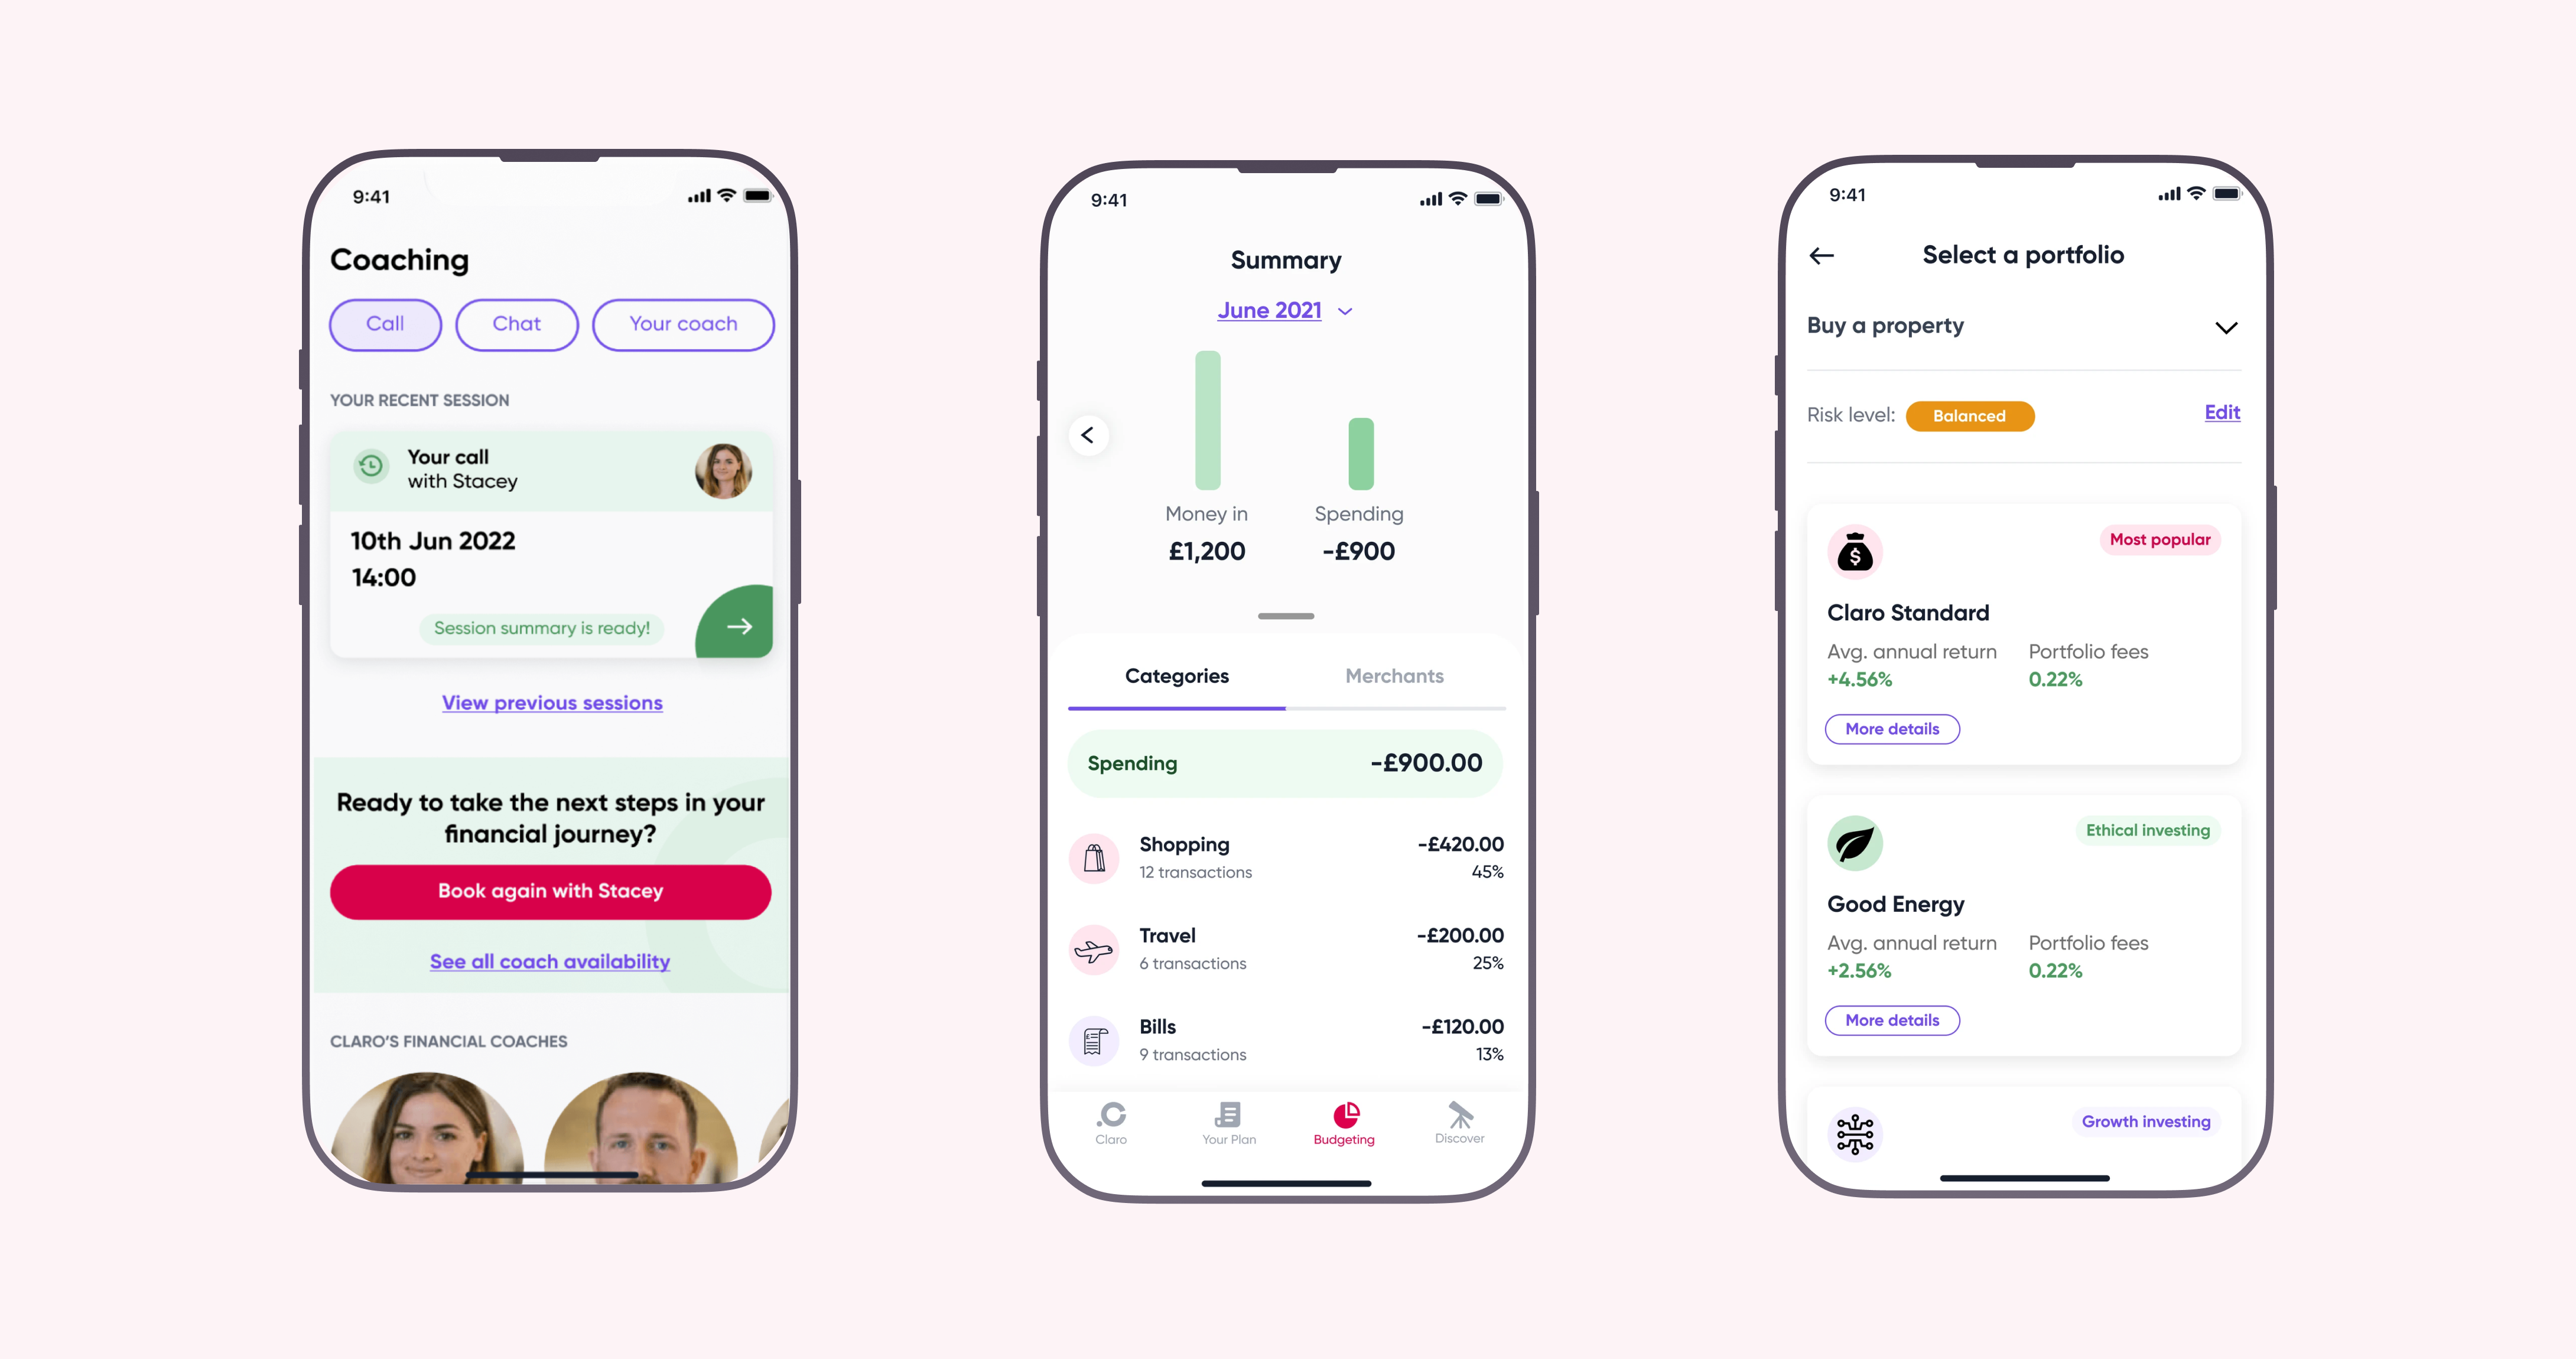 9:41
Coaching
Call
Chat
Your coach
YOUR RECENT SESSION
Your call
with Stacey
10th Jun 2022
14:00
Session summary is ready!
View previous sessions
Ready to take the next steps in your
financial journey?
Book again with Stacey
See all coach availability
CLARO'S FINANCIAL COACHES
9:41
Summary
June 2021
Money in
£1,200
Spending
-£900
Categories
Merchants
Spending
-£900.00
Shopping
-£420.00
12 transactions
45%
Travel
-£200.00
6 transactions
25%
Bills
-£120.00
9 transactions
13%
Claro
Your Plan
Budgeting
Discover
9:41
Select a portfolio
Buy a property
Risk level:
Balanced
Edit
Most popular
$
Claro Standard
Avg. annual return
Portfolio fees
+4.56%
0.22%
More details
Ethical investing
Good Energy
Avg. annual return
Portfolio fees
+2.56%
0.22%
More details
Growth investing